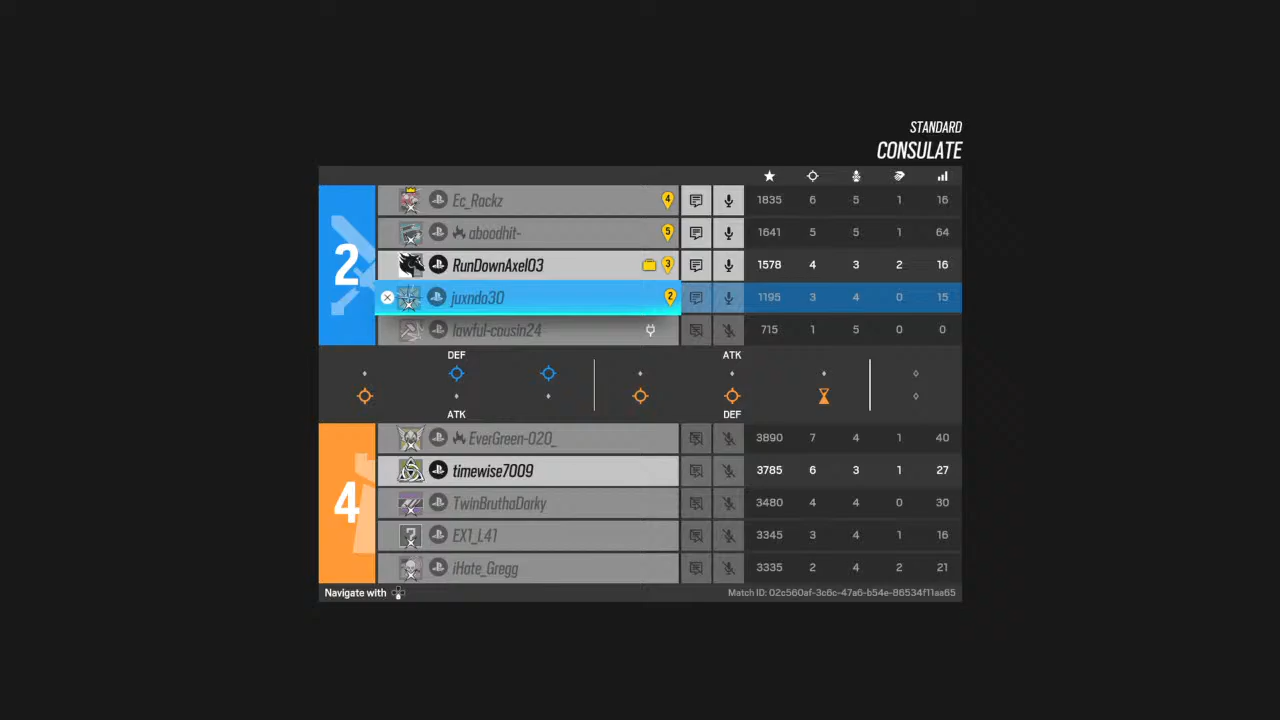 STANDARD
CONSULATE
2
Ec_Rackz 4 1835 6 5 1 16
aboodhit- 5 1641 5 5 1 64
RunDownAxel03 3 1578 4 3 2 16
juxndo30 2 1195 3 4 0 15
lawful-cousin24 715 1 5 0 0
DEF ATK
ATK DEF
4
EverGreen-020_ 3890 7 4 1 40
timewise7009 3785 6 3 1 27
TwinBruthaDarky 3480 4 4 0 30
EX1_L41 3345 3 4 1 16
iHate_Gregg 3335 2 4 2 21
Navigate with
Match ID: 02c560af-3c6c-47a6-b54e-86534f11aa65